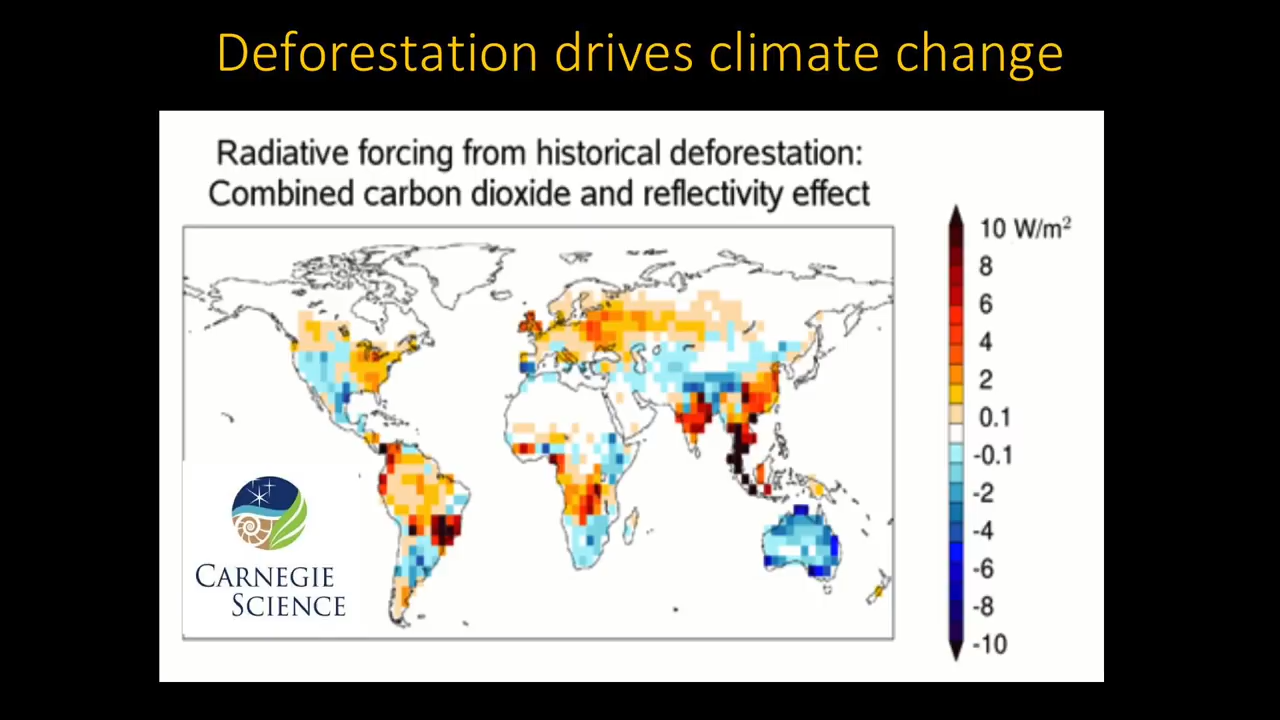 Deforestation drives climate change
Radiative forcing from historical deforestation:
Combined carbon dioxide and reflectivity effect
10 W/m²
8
6
4
2
0.1
-0.1
-2
-4
-6
-8
-10
CARNEGIE
SCIENCE